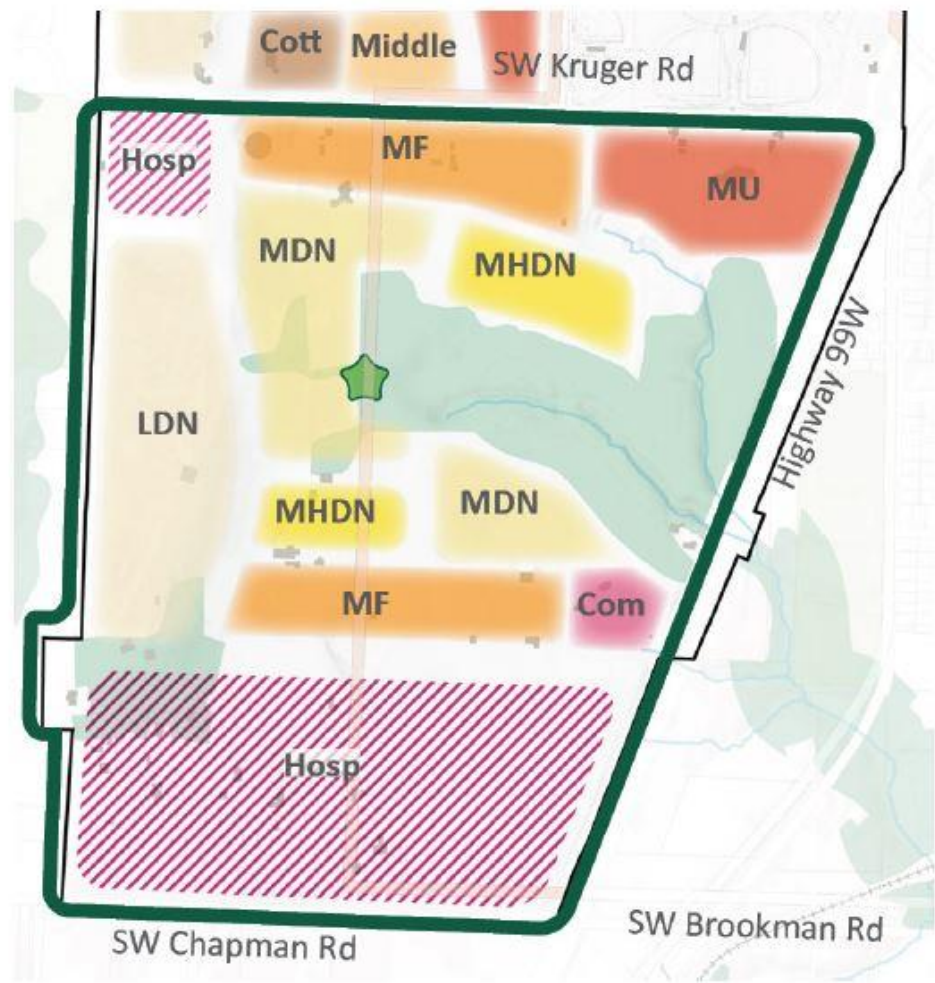 Cott
Middle
SW Kruger Rd
Hosp
MF
MU
MDN
MHDN
Highway 99W
LDN
MHDN
MDN
MF
Com
Hosp
SW Brookman Rd
SW Chapman Rd